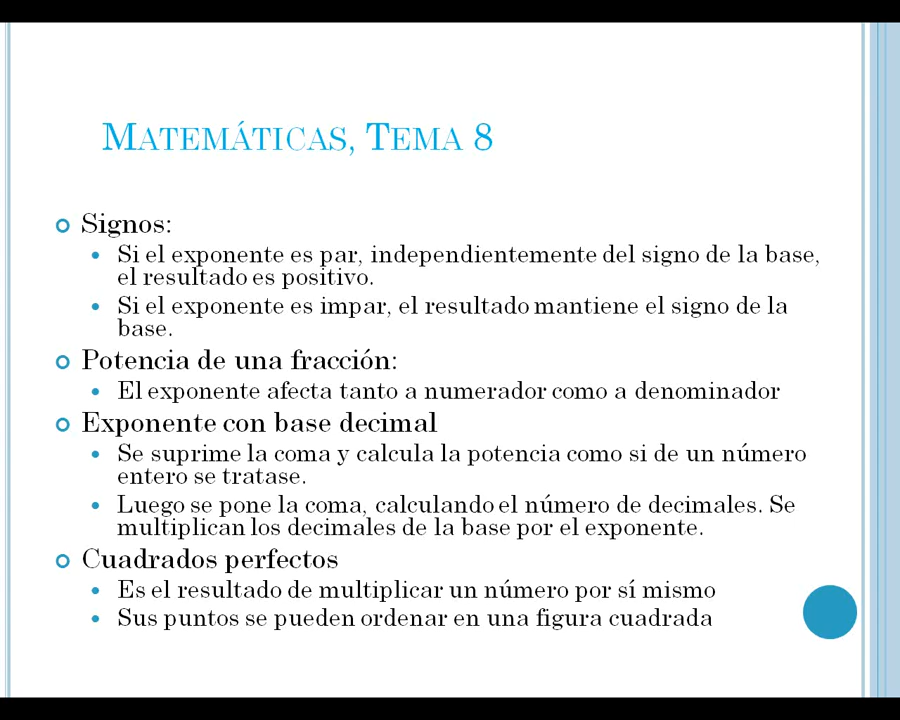 MATEMÁTICAS, TEMA 8
Signos:
Si el exponente es par, independientemente del signo de la base,
el resultado es positivo.
Si el exponente es impar, el resultado mantiene el signo de la
base.
Potencia de una fracción:
El exponente afecta tanto a numerador como a denominador
Exponente con base decimal
Se suprime la coma y calcula la potencia como si de un número
entero se tratase.
Luego se pone la coma, calculando el número de decimales. Se
multiplican los decimales de la base por el exponente.
Cuadrados perfectos
Es el resultado de multiplicar un número por sí mismo
Sus puntos se pueden ordenar en una figura cuadrada